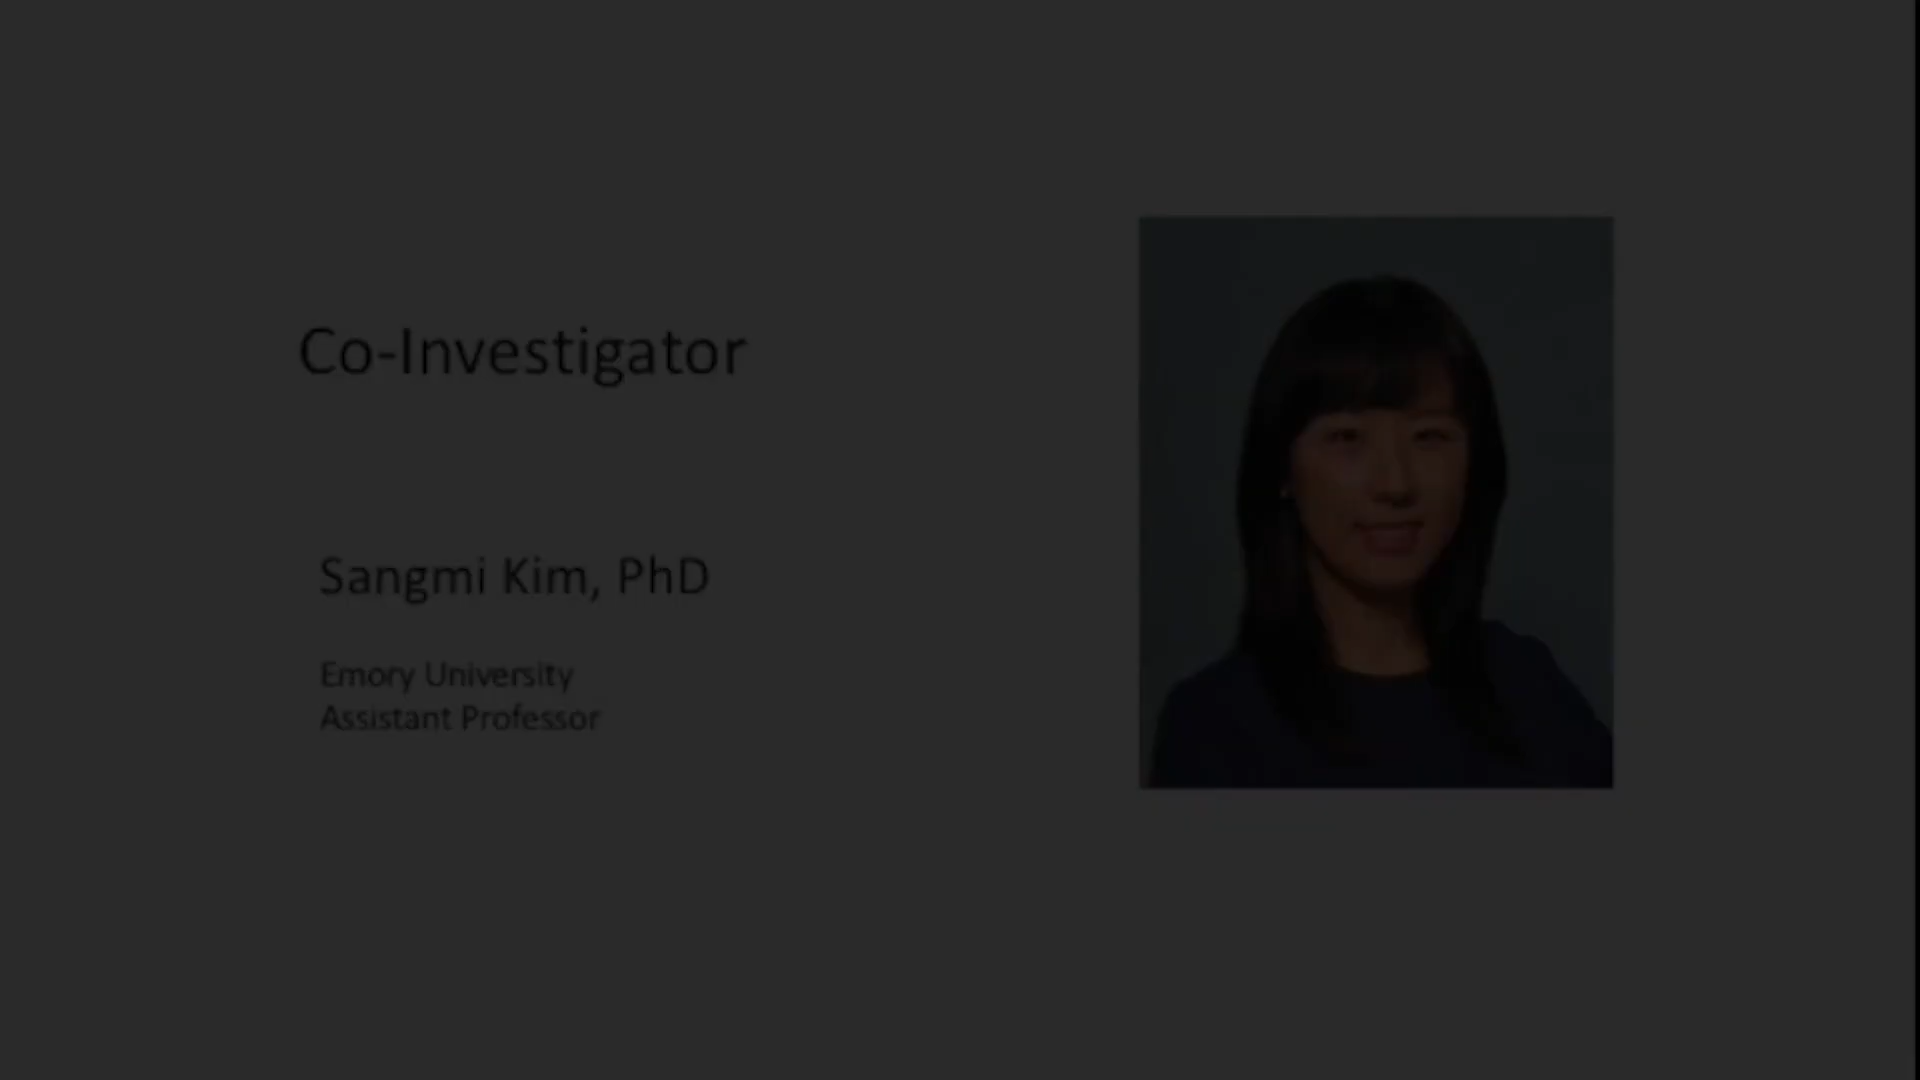 Co-Investigator
Sangmi Kim, PhD
Emory University
Assistant Professor